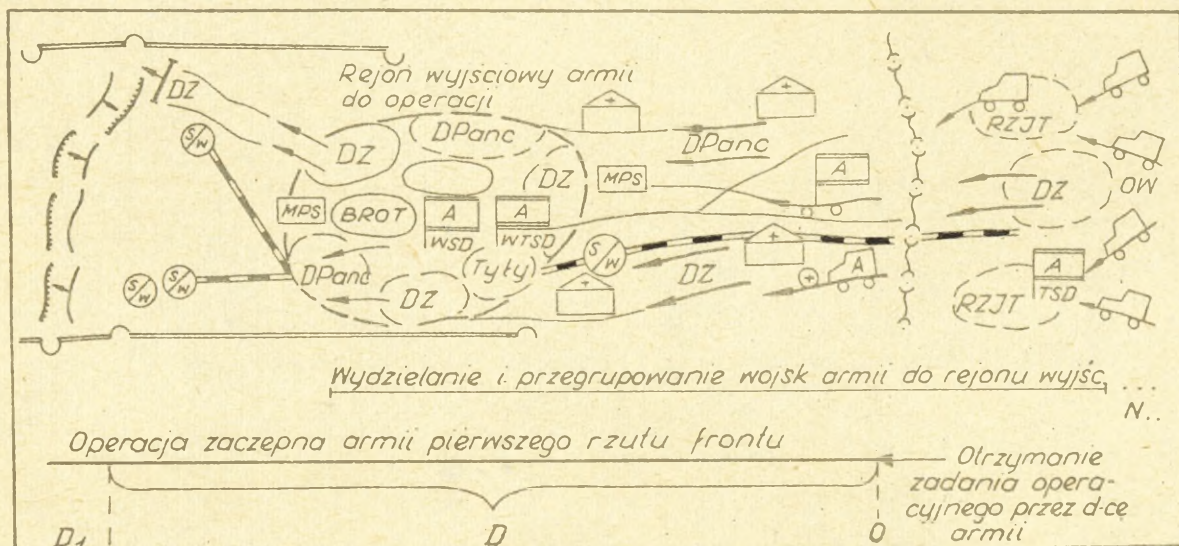 DZ
Rejon wyjściowy armii
do operacji
S/W
DZ
DPanc
DZ
MPS
BROT
A
WSD
A
WTSD
MPS
DPanc
A
RZJT
DZ
OW
S/W
S/W
DPanc
DZ
Tyły
S/W
DZ
A
RZJT
A
TSD
Wydzielanie i przegrupowanie wojsk armii do rejonu wyjśc. ...
N..
Operacja zaczepna armii pierwszego rzutu frontu
Otrzymanie
zadania opera-
cyjnego przez d-cę
armii
D1
D
O